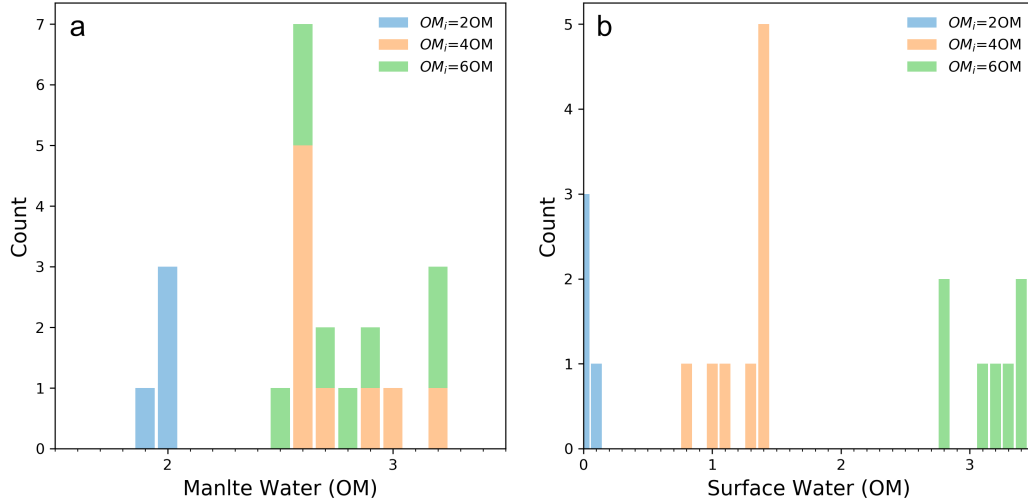 a
OMᵢ=2OM
OMᵢ=4OM
OMᵢ=6OM
7
6
5
4
3
2
1
0
Count
2
3
Manlte Water (OM)
b
OMᵢ=2OM
OMᵢ=4OM
OMᵢ=6OM
5
4
3
2
1
0
Count
0
1
2
3
Surface Water (OM)